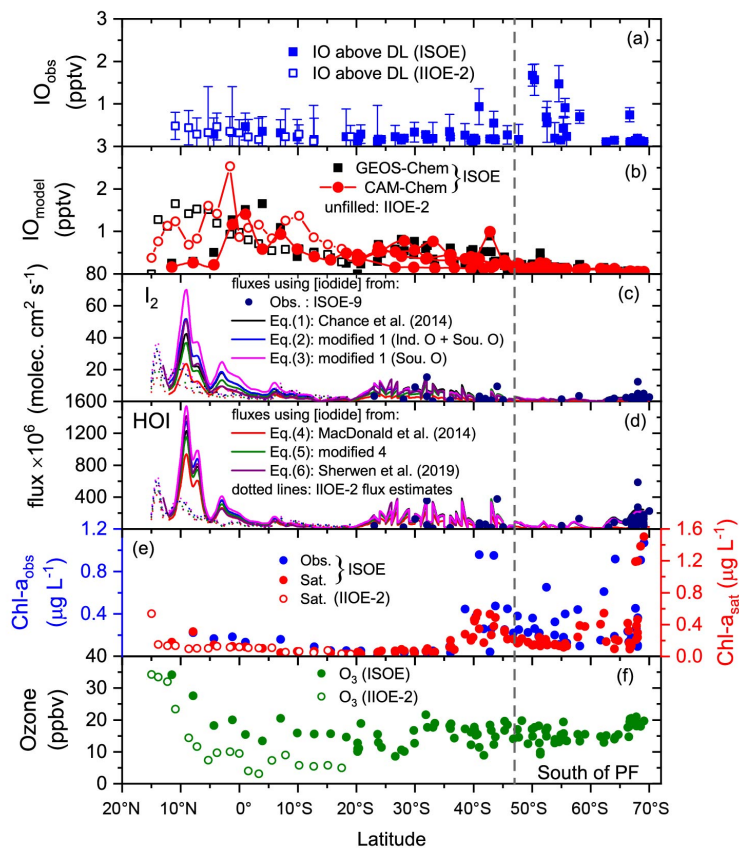 (a)
IO above DL (ISOE)
IO above DL (IIOE-2)
IO_obs
(pptv)
2
1
3
(b)
GEOS-Chem
CAM-Chem
} ISOE
unfilled: IIOE-2
IO_model
(pptv)
2
1
80
I₂
fluxes using [iodide] from:
(c)
Obs. : ISOE-9
Eq.(1): Chance et al. (2014)
Eq.(2): modified 1 (Ind. O + Sou. O)
Eq.(3): modified 1 (Sou. O)
60
40
20
1600
flux ×10⁶ (molec. cm² s⁻¹)
HOI
fluxes using [iodide] from:
(d)
Eq.(4): MacDonald et al. (2014)
Eq.(5): modified 4
Eq.(6): Sherwen et al. (2019)
dotted lines: IIOE-2 flux estimates
1200
800
400
1.2
1.6
(e)
Obs.
Sat.
} ISOE
Sat. (IIOE-2)
Chl-a_obs
(µg L⁻¹)
0.8
0.4
40
Chl-a_sat
(µg L⁻¹)
1.2
0.8
0.4
0.0
O₃ (ISOE)
(f)
O₃ (IIOE-2)
Ozone
(ppbv)
30
20
10
0
South of PF
20°N 10°N 0° 10°S 20°S 30°S 40°S 50°S 60°S 70°S
Latitude